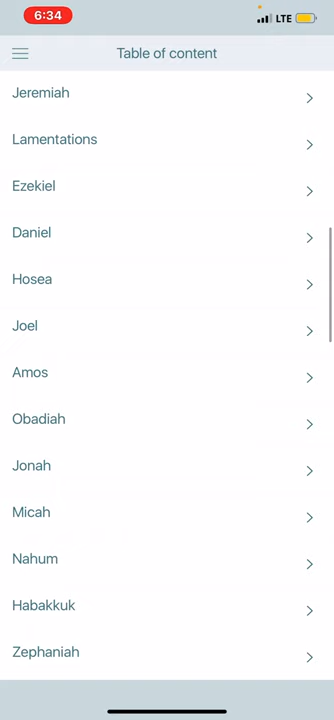 6:34
LTE
Table of content
Jeremiah
Lamentations
Ezekiel
Daniel
Hosea
Joel
Amos
Obadiah
Jonah
Micah
Nahum
Habakkuk
Zephaniah